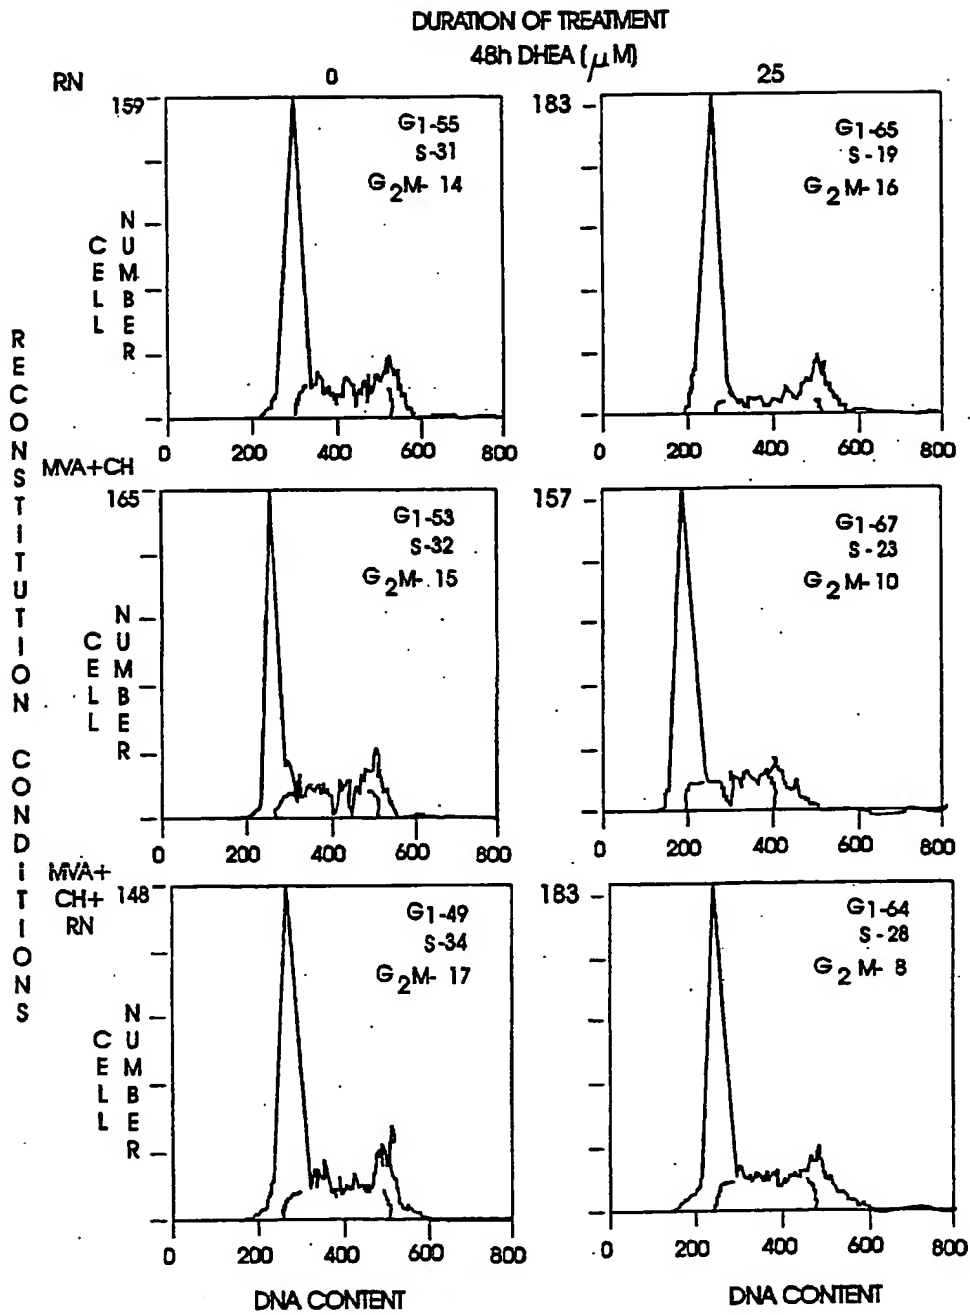 DURATION OF TREATMENT
48h DHEA (μM)
RN
0
25
159
G1-55
S-31
G2M- 14
183
G1-65
S-19
G2M-16
CELL NUMBER
0 200 400 600 800
0 200 400 600 800
RECONSTITUTION CONDITIONS
MVA+CH
165
G1-53
S-32
G2M-15
157
G1-67
S-23
G2M-10
CELL NUMBER
0 200 400 600 800
0 200 400 600 800
MVA+
CH+
RN
148
G1-49
S-34
G2M- 17
183
G1-64
S-28
G2M- 8
CELL NUMBER
0 200 400 600 800
0 200 400 600 800
DNA CONTENT
DNA CONTENT